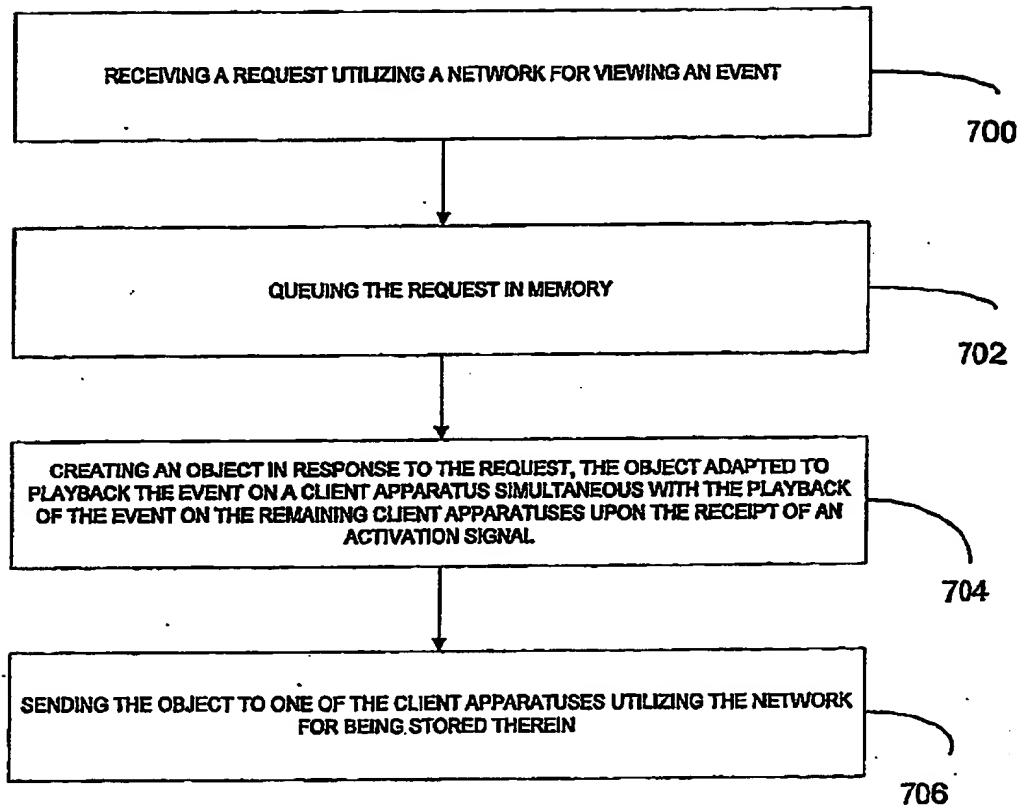 RECEIVING A REQUEST UTILIZING A NETWORK FOR VIEWING AN EVENT
700
QUEUING THE REQUEST IN MEMORY
702
CREATING AN OBJECT IN RESPONSE TO THE REQUEST, THE OBJECT ADAPTED TO
PLAYBACK THE EVENT ON A CLIENT APPARATUS SIMULTANEOUS WITH THE PLAYBACK
OF THE EVENT ON THE REMAINING CLIENT APPARATUSES UPON THE RECEIPT OF AN
ACTIVATION SIGNAL
704
SENDING THE OBJECT TO ONE OF THE CLIENT APPARATUSES UTILIZING THE NETWORK
FOR BEING STORED THEREIN
706